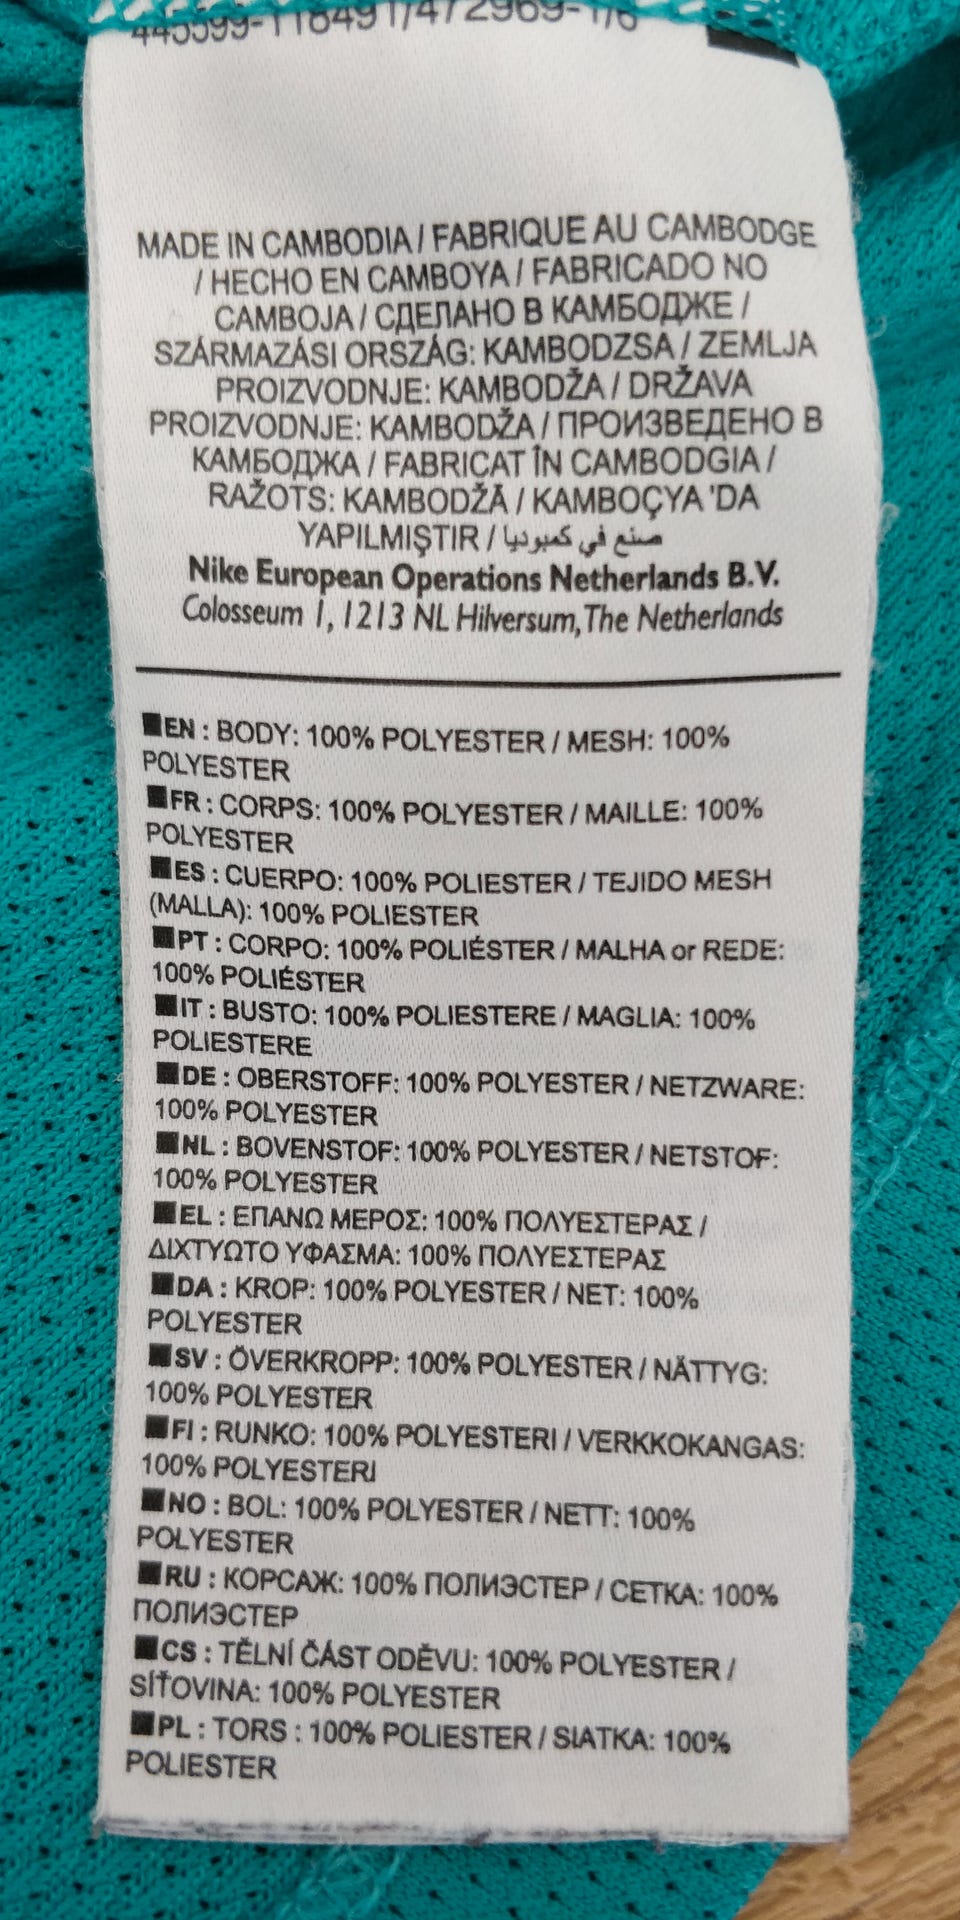 445599-1184917/472969-1/6
MADE IN CAMBODIA / FABRIQUE AU CAMBODGE
/ HECHO EN CAMBOYA / FABRICADO NO
CAMBOJA / СДЕЛАНО В КАМБОДЖЕ /
SZÁRMAZÁSI ORSZÁG: KAMBODZSA / ZEMLJA
PROIZVODNJE: KAMBODŽA / DRŽAVA
PROIZVODNJE: KAMBODŽA / ПРОИЗВЕДЕНО В
КАМБОДЖА / FABRICAT ÎN CAMBODGIA /
RAŽOTS: KAMBODŽĀ / KAMBOÇYA 'DA
YAPILMIŞTIR / صنع في كمبوديا
Nike European Operations Netherlands B.V.
Colosseum 1, 1213 NL Hilversum, The Netherlands
■EN : BODY: 100% POLYESTER / MESH: 100%
POLYESTER
■FR : CORPS: 100% POLYESTER / MAILLE: 100%
POLYESTER
■ES : CUERPO: 100% POLIESTER / TEJIDO MESH
(MALLA): 100% POLIESTER
■PT : CORPO: 100% POLIÉSTER / MALHA or REDE:
100% POLIÉSTER
■IT : BUSTO: 100% POLIESTERE / MAGLIA: 100%
POLIESTERE
■DE : OBERSTOFF: 100% POLYESTER / NETZWARE:
100% POLYESTER
■NL : BOVENSTOF: 100% POLYESTER / NETSTOF:
100% POLYESTER
■EL : ΕΠΑΝΩ ΜΕΡΟΣ: 100% ΠΟΛΥΕΣΤΕΡΑΣ /
ΔΙΧΤΥΩΤΟ ΥΦΑΣΜΑ: 100% ΠΟΛΥΕΣΤΕΡΑΣ
■DA : KROP: 100% POLYESTER / NET: 100%
POLYESTER
■SV : ÖVERKROPP: 100% POLYESTER / NÄTTYG:
100% POLYESTER
■FI : RUNKO: 100% POLYESTERI / VERKKOKANGAS:
100% POLYESTERI
■NO : BOL: 100% POLYESTER / NETT: 100%
POLYESTER
■RU : КОРСАЖ: 100% ПОЛИЭСТЕР / СЕТКА: 100%
ПОЛИЭСТЕР
■CS : TĚLNÍ ČÁST ODĚVU: 100% POLYESTER /
SÍŤOVINA: 100% POLYESTER
■PL : TORS : 100% POLIESTER / SIATKA: 100%
POLIESTER